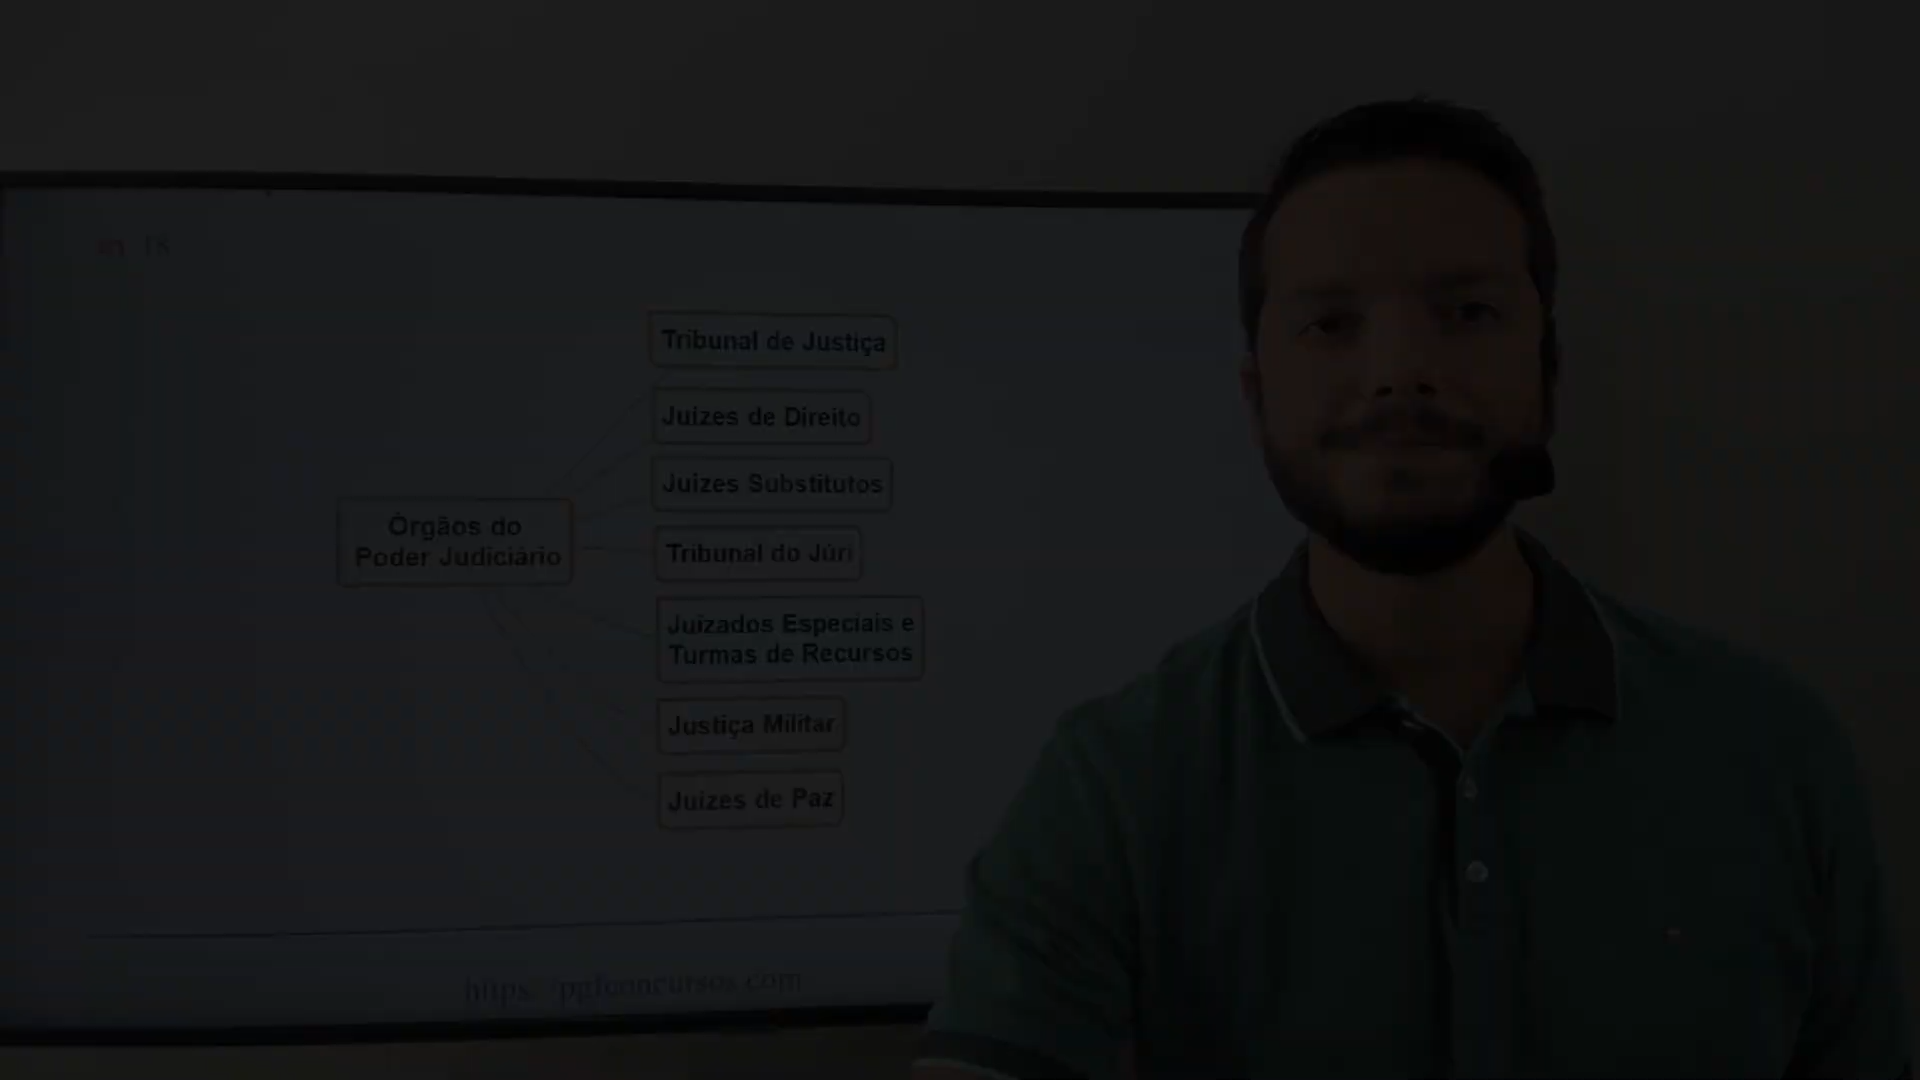 Tribunal de Justiça
Juízes de Direito
Juízes Substitutos
Órgãos do
Poder Judiciário
Tribunal do Júri
Juizados Especiais e
Turmas de Recursos
Justiça Militar
Juízes de Paz